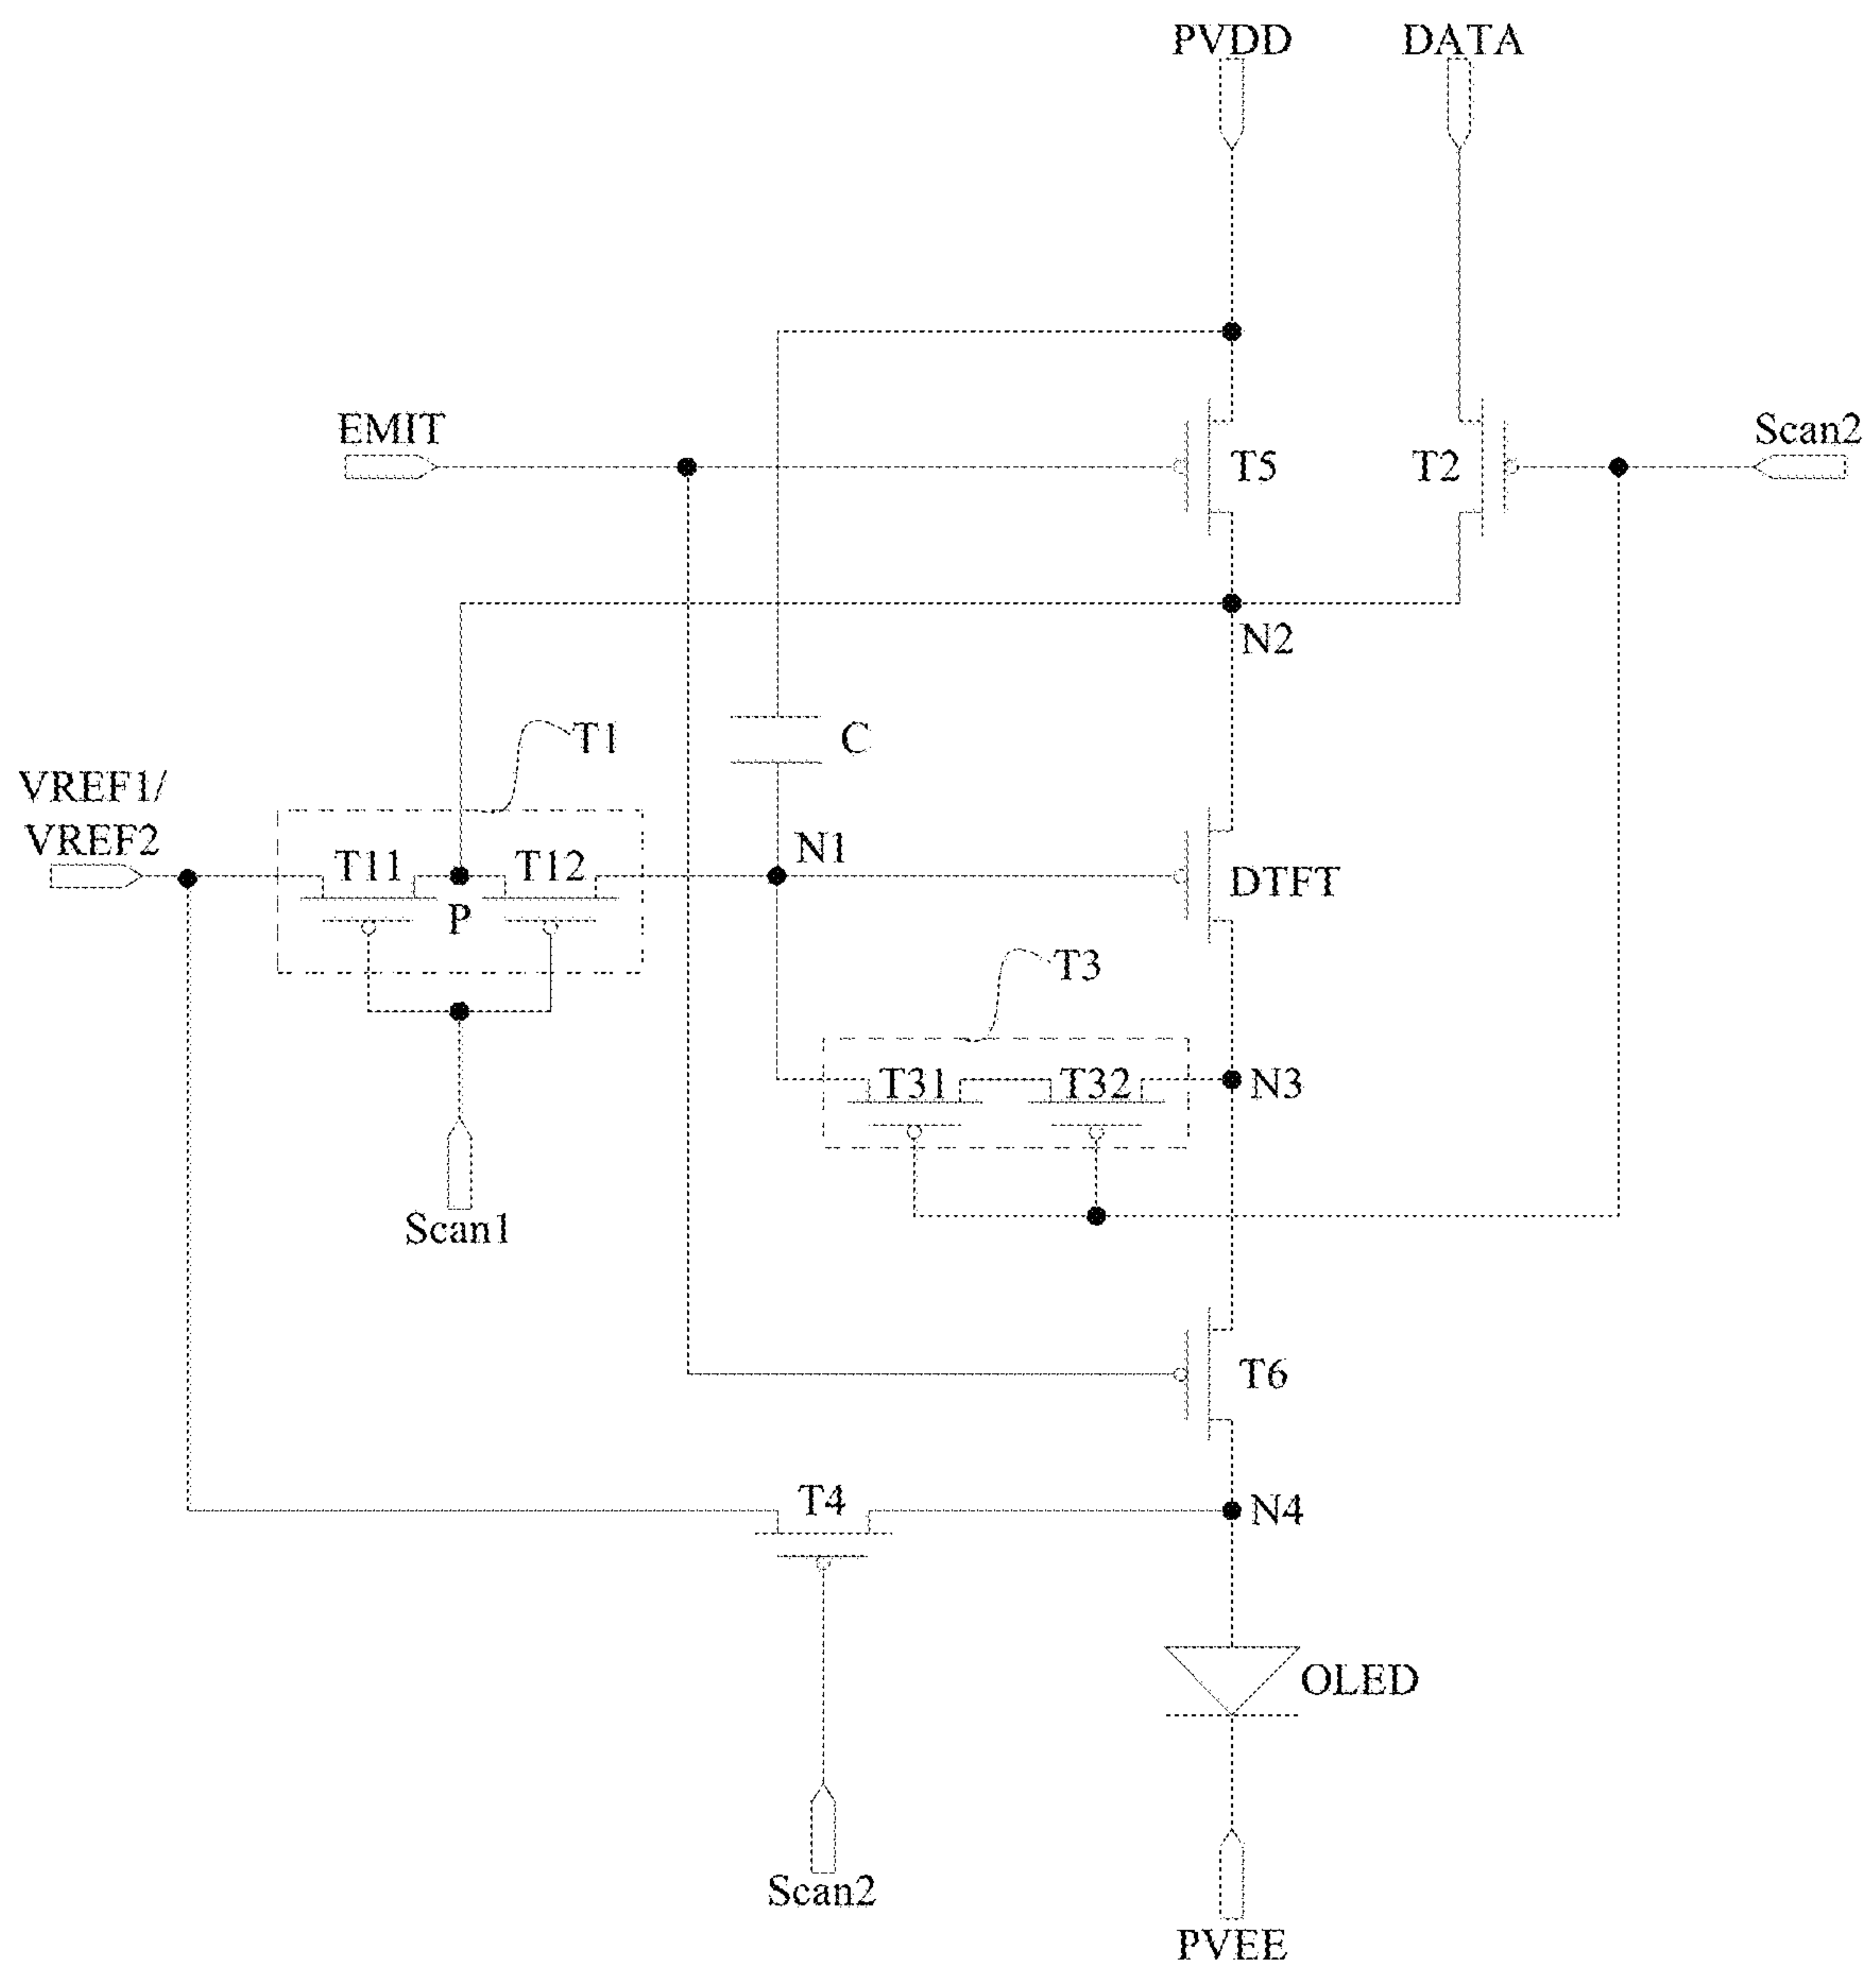 PVDD
DATA
EMIT
T5
T2
Scan2
N2
T1
C
VREF1/
VREF2
T11
T12
N1
P
DTFT
T3
T31
T32
N3
Scan1
T6
T4
N4
OLED
Scan2
PVEE